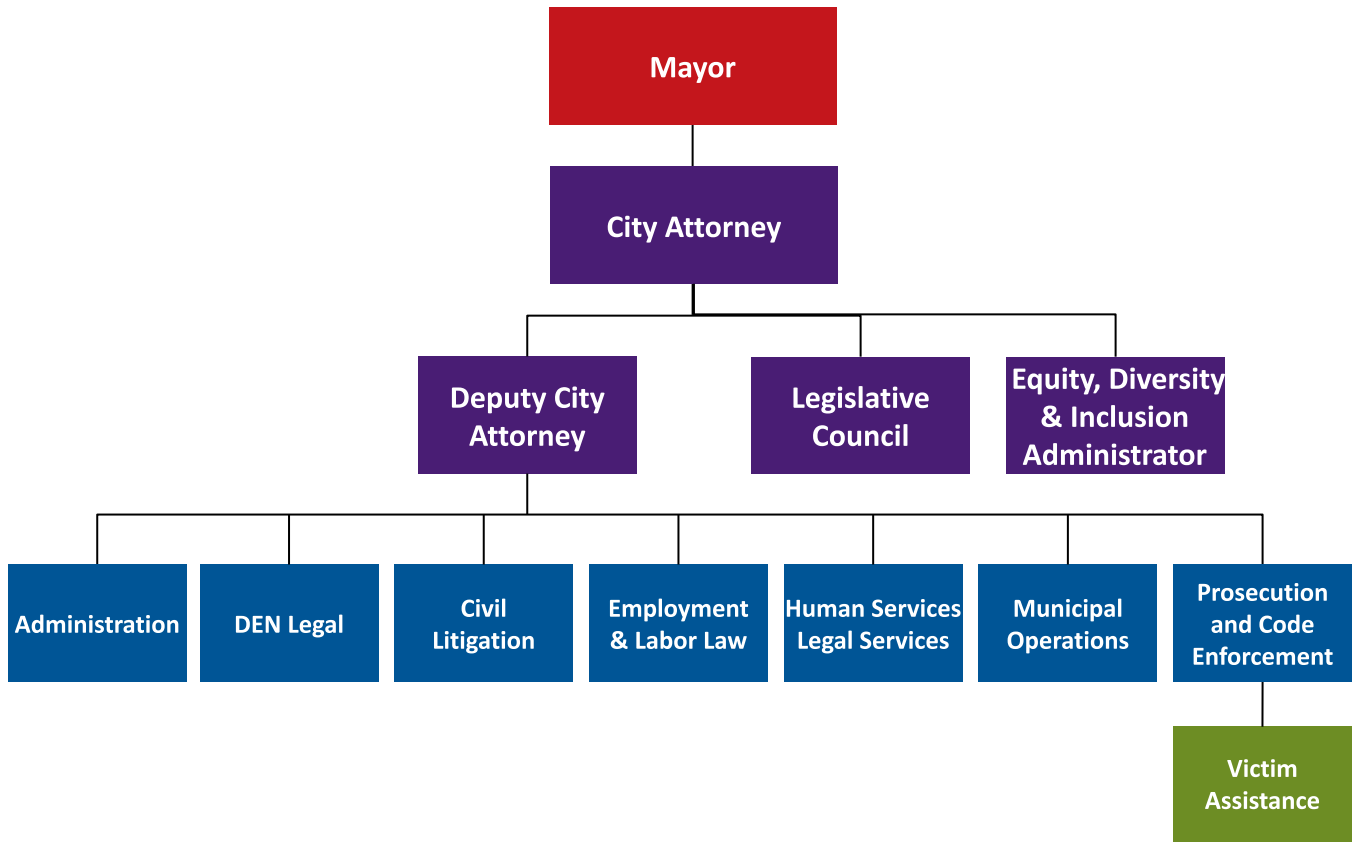 Mayor
City Attorney
Deputy City
Attorney
Legislative
Council
Equity, Diversity
& Inclusion
Administrator
Administration
DEN Legal
Civil
Litigation
Employment
& Labor Law
Human Services
Legal Services
Municipal
Operations
Prosecution
and Code
Enforcement
Victim
Assistance